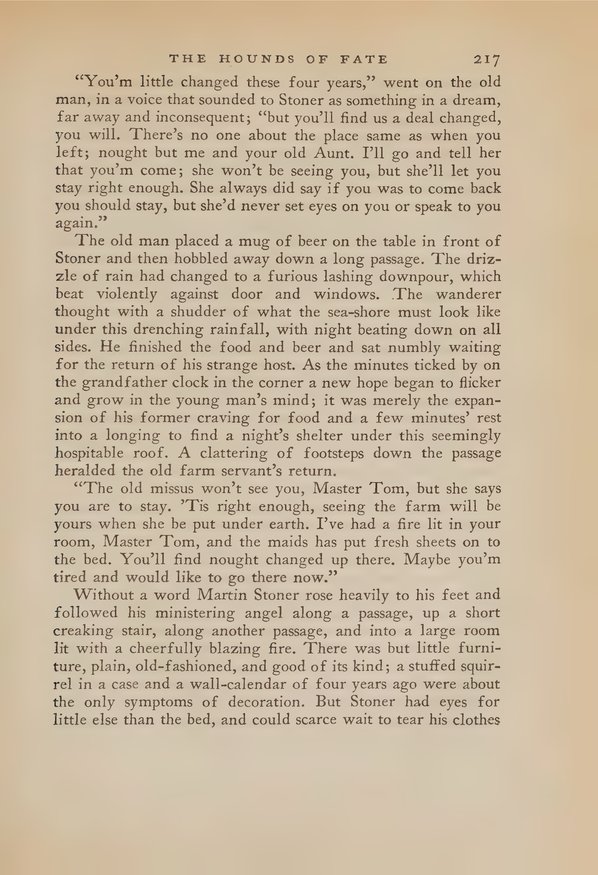 THE HOUNDS OF FATE 217
“You’m little changed these four years,” went on the old
man, in a voice that sounded to Stoner as something in a dream,
far away and inconsequent; “but you’ll find us a deal changed,
you will. There’s no one about the place same as when you
left; nought but me and your old Aunt. I’ll go and tell her
that you’m come; she won’t be seeing you, but she’ll let you
stay right enough. She always did say if you was to come back
you should stay, but she’d never set eyes on you or speak to you
again.”
The old man placed a mug of beer on the table in front of
Stoner and then hobbled away down a long passage. The driz-
zle of rain had changed to a furious lashing downpour, which
beat violently against door and windows. The wanderer
thought with a shudder of what the sea-shore must look like
under this drenching rainfall, with night beating down on all
sides. He finished the food and beer and sat numbly waiting
for the return of his strange host. As the minutes ticked by on
the grandfather clock in the corner a new hope began to flicker
and grow in the young man’s mind; it was merely the expan-
sion of his former craving for food and a few minutes’ rest
into a longing to find a night’s shelter under this seemingly
hospitable roof. A clattering of footsteps down the passage
heralded the old farm servant’s return.
“The old missus won’t see you, Master Tom, but she says
you are to stay. ’Tis right enough, seeing the farm will be
yours when she be put under earth. I’ve had a fire lit in your
room, Master Tom, and the maids has put fresh sheets on to
the bed. You’ll find nought changed up there. Maybe you’m
tired and would like to go there now.”
Without a word Martin Stoner rose heavily to his feet and
followed his ministering angel along a passage, up a short
creaking stair, along another passage, and into a large room
lit with a cheerfully blazing fire. There was but little furni-
ture, plain, old-fashioned, and good of its kind; a stuffed squir-
rel in a case and a wall-calendar of four years ago were about
the only symptoms of decoration. But Stoner had eyes for
little else than the bed, and could scarce wait to tear his clothes